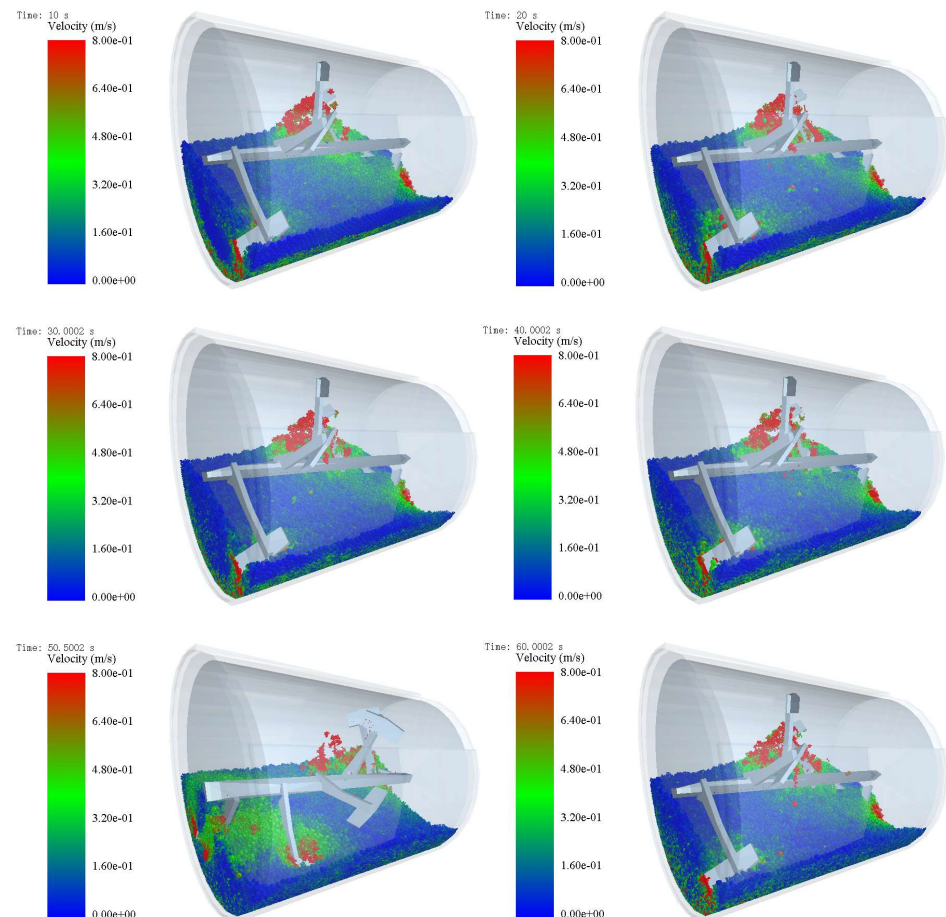 Time: 10 s
Velocity (m/s)
8.00e-01
6.40e-01
4.80e-01
3.20e-01
1.60e-01
0.00e+00
Time: 20 s
Velocity (m/s)
8.00e-01
6.40e-01
4.80e-01
3.20e-01
1.60e-01
0.00e+00
Time: 30.0002 s
Velocity (m/s)
8.00e-01
6.40e-01
4.80e-01
3.20e-01
1.60e-01
0.00e+00
Time: 40.0002 s
Velocity (m/s)
8.00e-01
6.40e-01
4.80e-01
3.20e-01
1.60e-01
0.00e+00
Time: 50.5002 s
Velocity (m/s)
8.00e-01
6.40e-01
4.80e-01
3.20e-01
1.60e-01
0.00e+00
Time: 60.0002 s
Velocity (m/s)
8.00e-01
6.40e-01
4.80e-01
3.20e-01
1.60e-01
0.00e+00